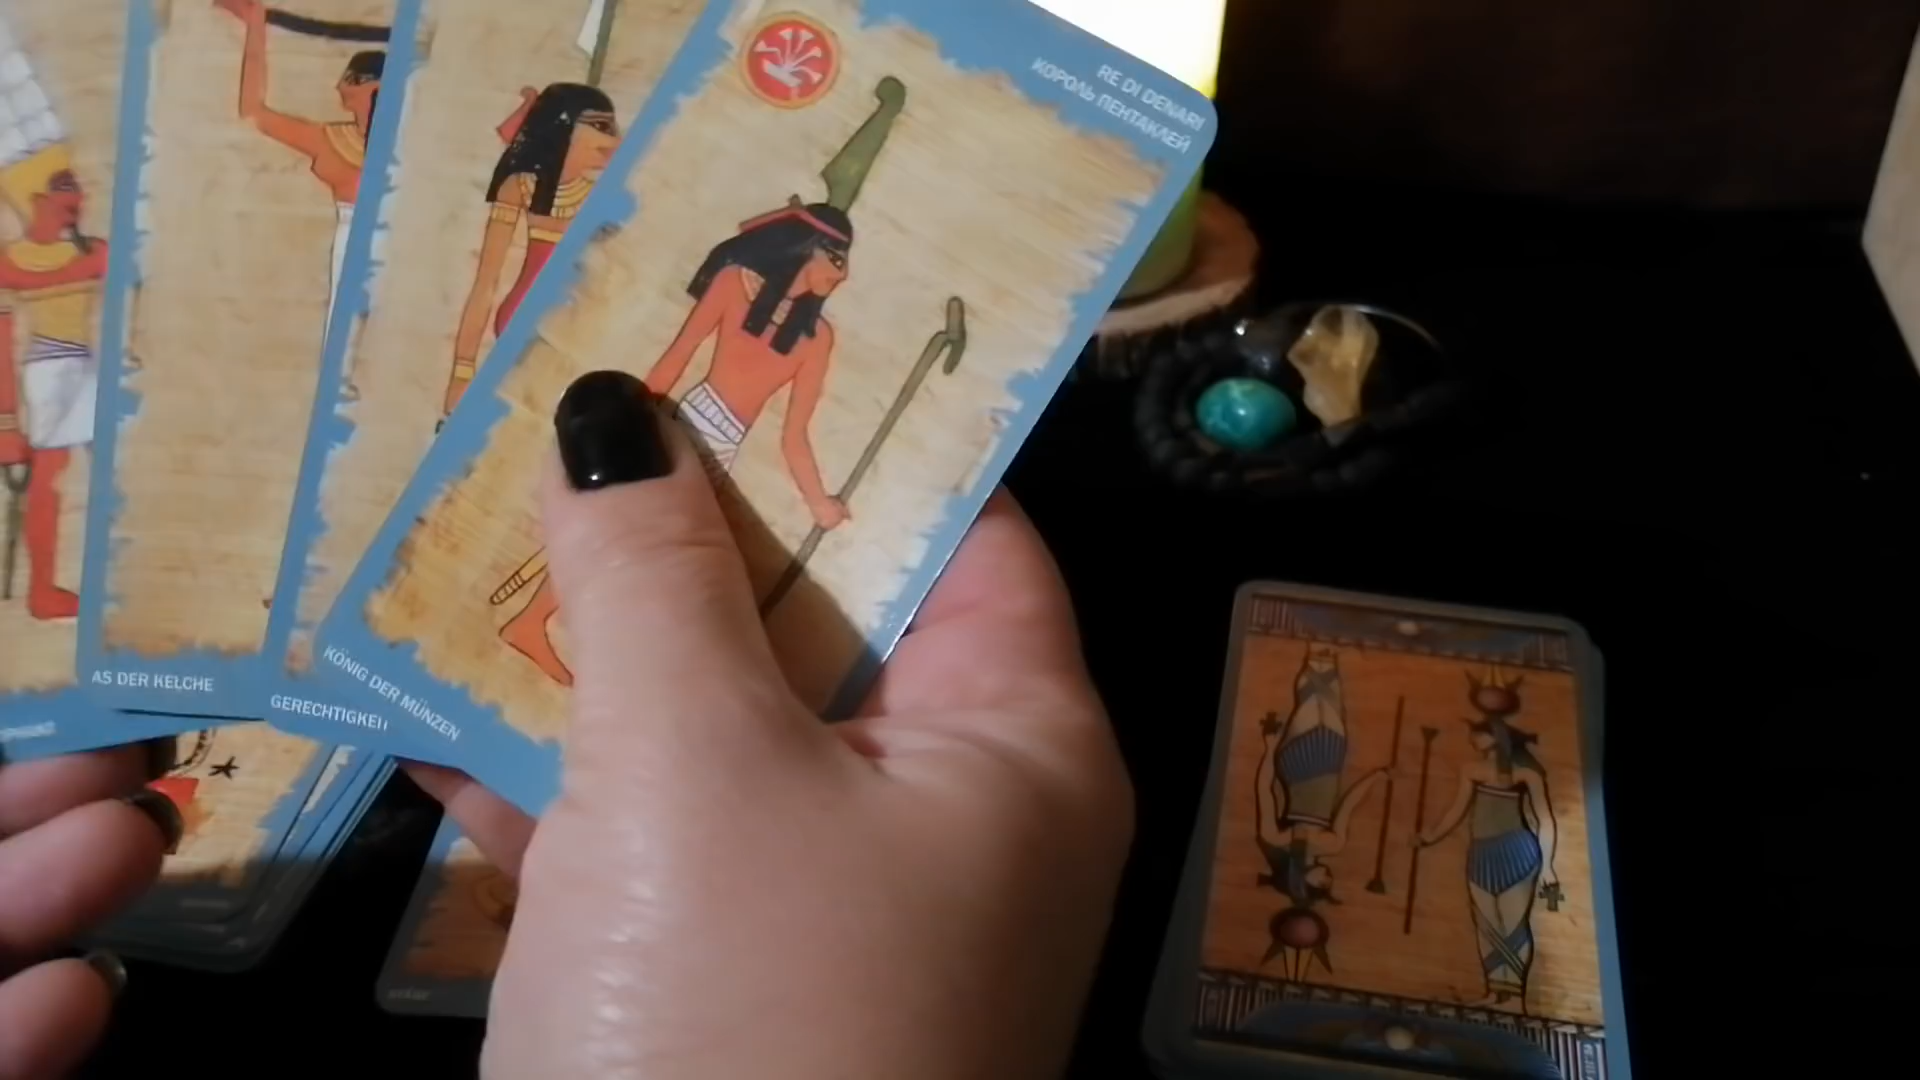 RE DI DENARI
КОРОЛЬ ПЕНТАКЛЕЙ
AS DER KELCHE
GERECHTIGKEIT
KÖNIG DER MÜNZEN